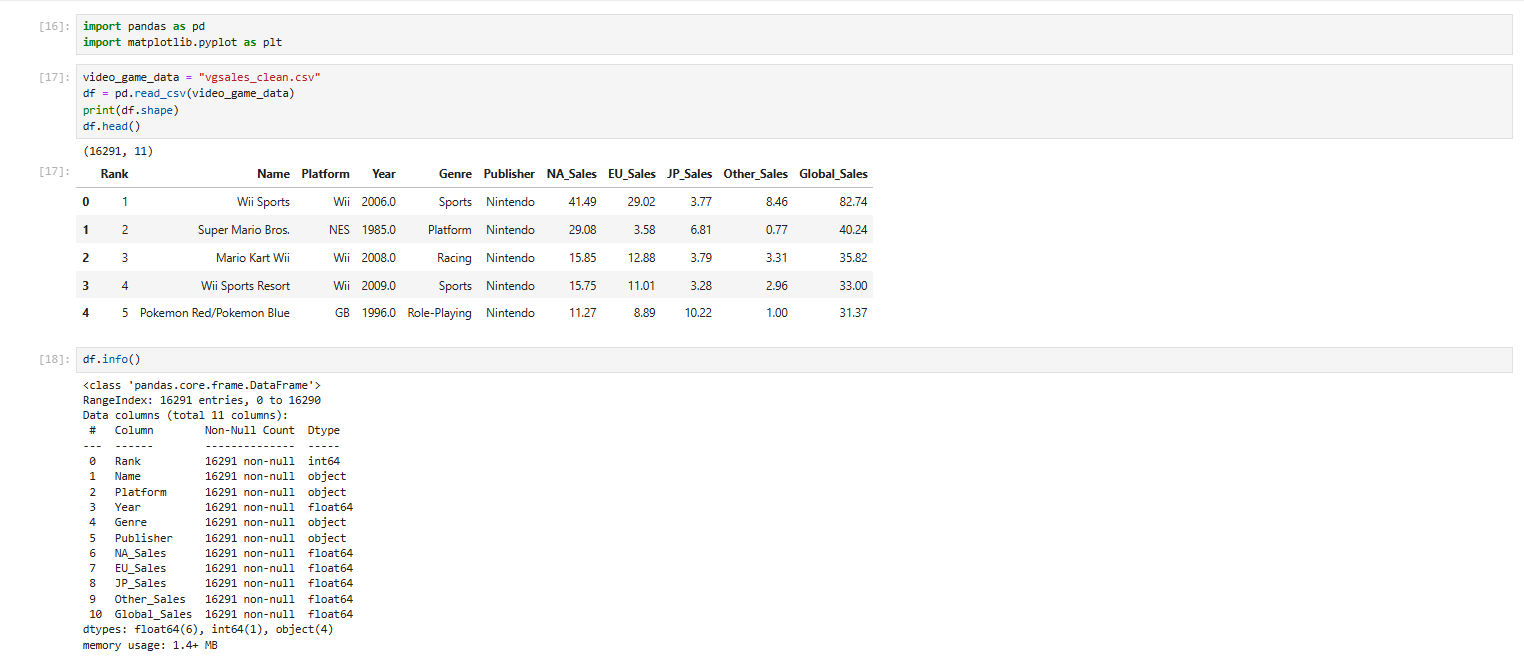 [16]: import pandas as pd
import matplotlib.pyplot as plt
[17]: video_game_data = "vgsales_clean.csv"
df = pd.read_csv(video_game_data)
print(df.shape)
df.head()
(16291, 11)
[17]: Rank Name Platform Year Genre Publisher NA_Sales EU_Sales JP_Sales Other_Sales Global_Sales
0 1 Wii Sports Wii 2006.0 Sports Nintendo 41.49 29.02 3.77 8.46 82.74
1 2 Super Mario Bros. NES 1985.0 Platform Nintendo 29.08 3.58 6.81 0.77 40.24
2 3 Mario Kart Wii Wii 2008.0 Racing Nintendo 15.85 12.88 3.79 3.31 35.82
3 4 Wii Sports Resort Wii 2009.0 Sports Nintendo 15.75 11.01 3.28 2.96 33.00
4 5 Pokemon Red/Pokemon Blue GB 1996.0 Role-Playing Nintendo 11.27 8.89 10.22 1.00 31.37
[18]: df.info()
<class 'pandas.core.frame.DataFrame'>
RangeIndex: 16291 entries, 0 to 16290
Data columns (total 11 columns):
# Column Non-Null Count Dtype
--- ------ -------------- -----
0 Rank 16291 non-null int64
1 Name 16291 non-null object
2 Platform 16291 non-null object
3 Year 16291 non-null float64
4 Genre 16291 non-null object
5 Publisher 16291 non-null object
6 NA_Sales 16291 non-null float64
7 EU_Sales 16291 non-null float64
8 JP_Sales 16291 non-null float64
9 Other_Sales 16291 non-null float64
10 Global_Sales 16291 non-null float64
dtypes: float64(6), int64(1), object(4)
memory usage: 1.4+ MB